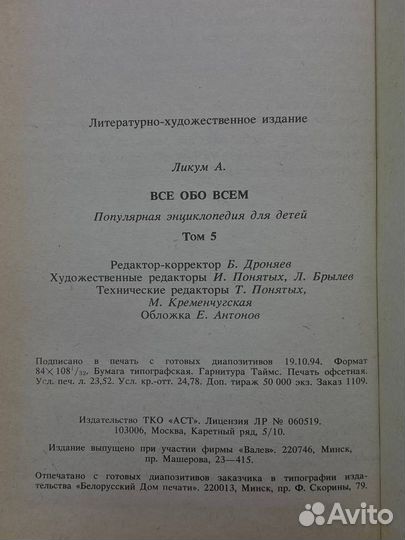 Литературно-художественное издание
Ликум А.
ВСЕ ОБО ВСЕМ
Популярная энциклопедия для детей
Том 5
Редактор-корректор Б. Дроняев
Художественные редакторы И. Понятых, Л. Брылев
Технические редакторы Т. Понятых,
М. Кременчугская
Обложка Е. Антонов
Подписано в печать с готовых диапозитивов 19.10.94. Формат
84×108¹/₃₂. Бумага типографская. Гарнитура Таймс. Печать офсетная.
Усл. печ. л. 23,52. Усл. кр.-отт. 24,78. Доп. тираж 50 000 экз. Заказ 1109.
Издательство ТКО «АСТ». Лицензия ЛР № 060519.
103006, Москва, Каретный ряд, 5/10.
Издание выпущено при участии фирмы «Валев». 220746, Минск,
пр. Машерова, 23—415.
Отпечатано с готовых диапозитивов заказчика в типографии изда-
тельства «Белорусский Дом печати». 220013, Минск, пр. Ф. Скорины, 79.
Avito